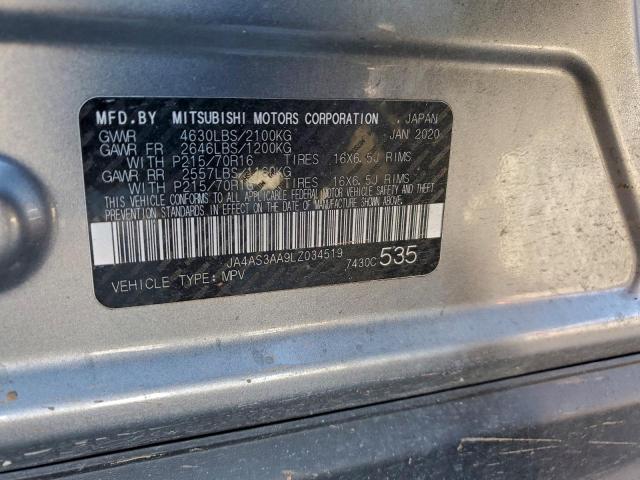 MFD.BY MITSUBISHI MOTORS CORPORATION , JAPAN
GVWR 4630LBS/2100KG JAN 2020
GAWR FR 2646LBS/1200KG
WITH P215/70R16 TIRES 16X6.5J RIMS
GAWR RR 2557LBS/1160KG
WITH P215/70R16 TIRES 16X6.5J RIMS
THIS VEHICLE CONFORMS TO ALL APPLICABLE FEDERAL MOTOR VEHICLE SAFETY AND THEFT
PREVENTION STANDARDS IN EFFECT ON THE DATE OF MANUFACTURE SHOWN ABOVE.
JA4AS3AA9LZ034519
7430C 535
VEHICLE TYPE: MPV